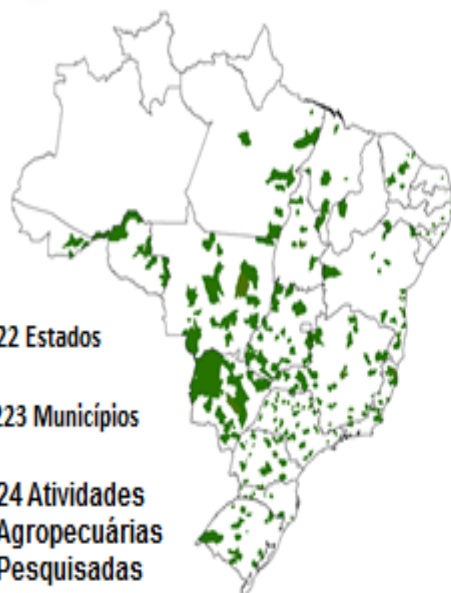 22 Estados
223 Municípios
24 Atividades
Agropecuárias
Pesquisadas